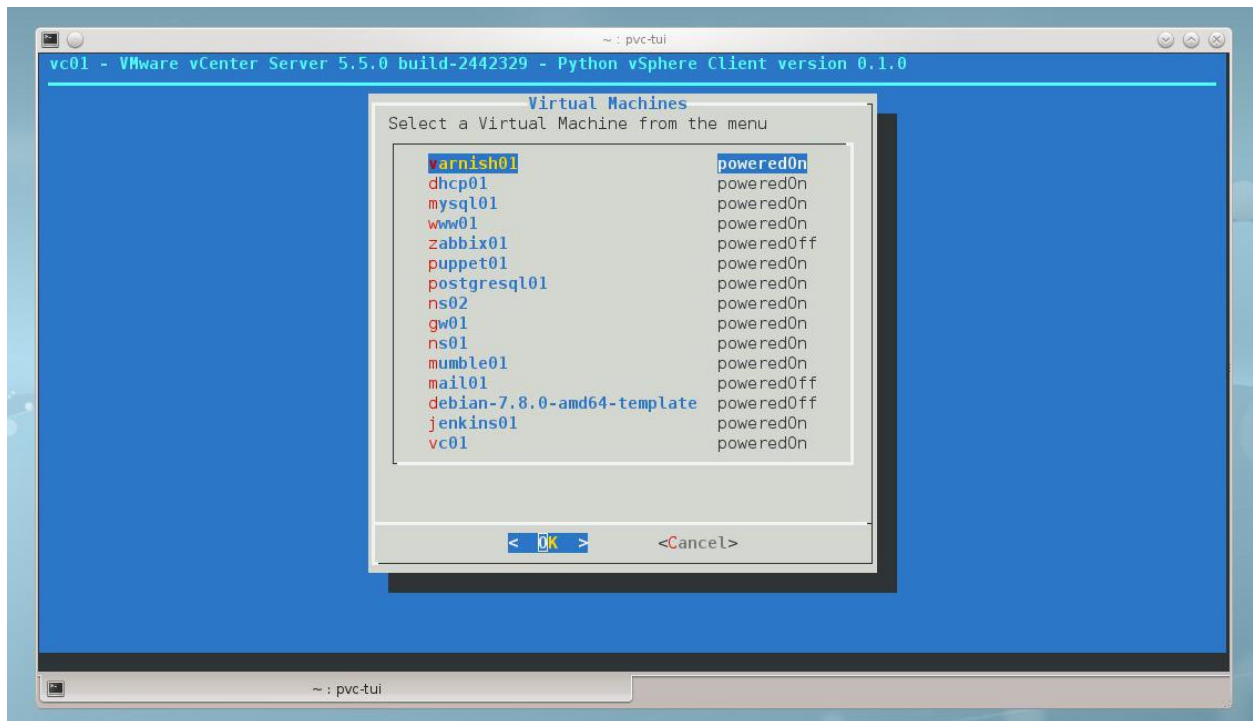 ~ : pvc-tui
vc01 - VMware vCenter Server 5.5.0 build-2442329 - Python vSphere Client version 0.1.0
Virtual Machines
Select a Virtual Machine from the menu
varnish01 poweredOn
dhcp01 poweredOn
mysql01 poweredOn
www01 poweredOn
zabbix01 poweredOff
puppet01 poweredOn
postgresql01 poweredOn
ns02 poweredOn
gw01 poweredOn
ns01 poweredOn
mumble01 poweredOn
mail01 poweredOff
debian-7.8.0-amd64-template poweredOff
jenkins01 poweredOn
vc01 poweredOn
< OK > <Cancel>
~ : pvc-tui